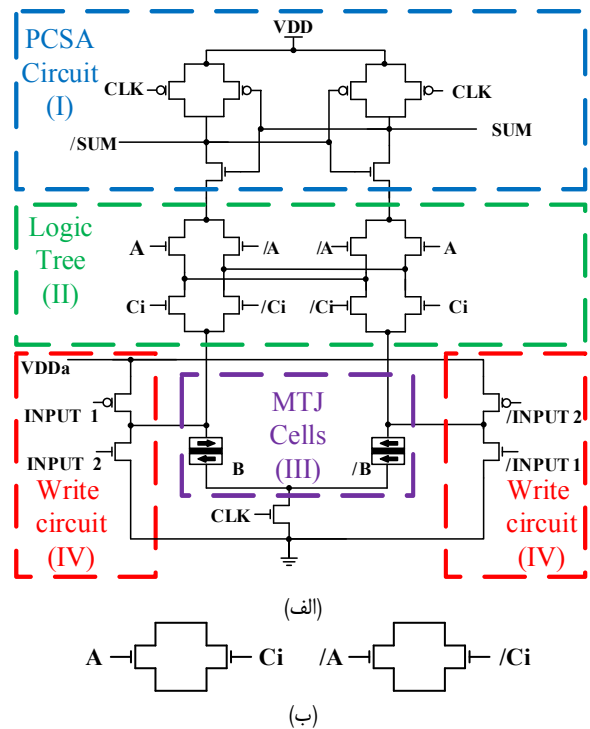 PCSA
Circuit
(I)
VDD
CLK
CLK
/SUM
SUM
Logic
Tree
(II)
A
/A
/A
A
Ci
/Ci
/Ci
Ci
VDDa
INPUT 1
INPUT 2
Write
circuit
(IV)
MTJ
Cells
(III)
B
/B
CLK
/INPUT 2
/INPUT 1
Write
circuit
(IV)
(الف)
A
Ci
/A
/Ci
(ب)